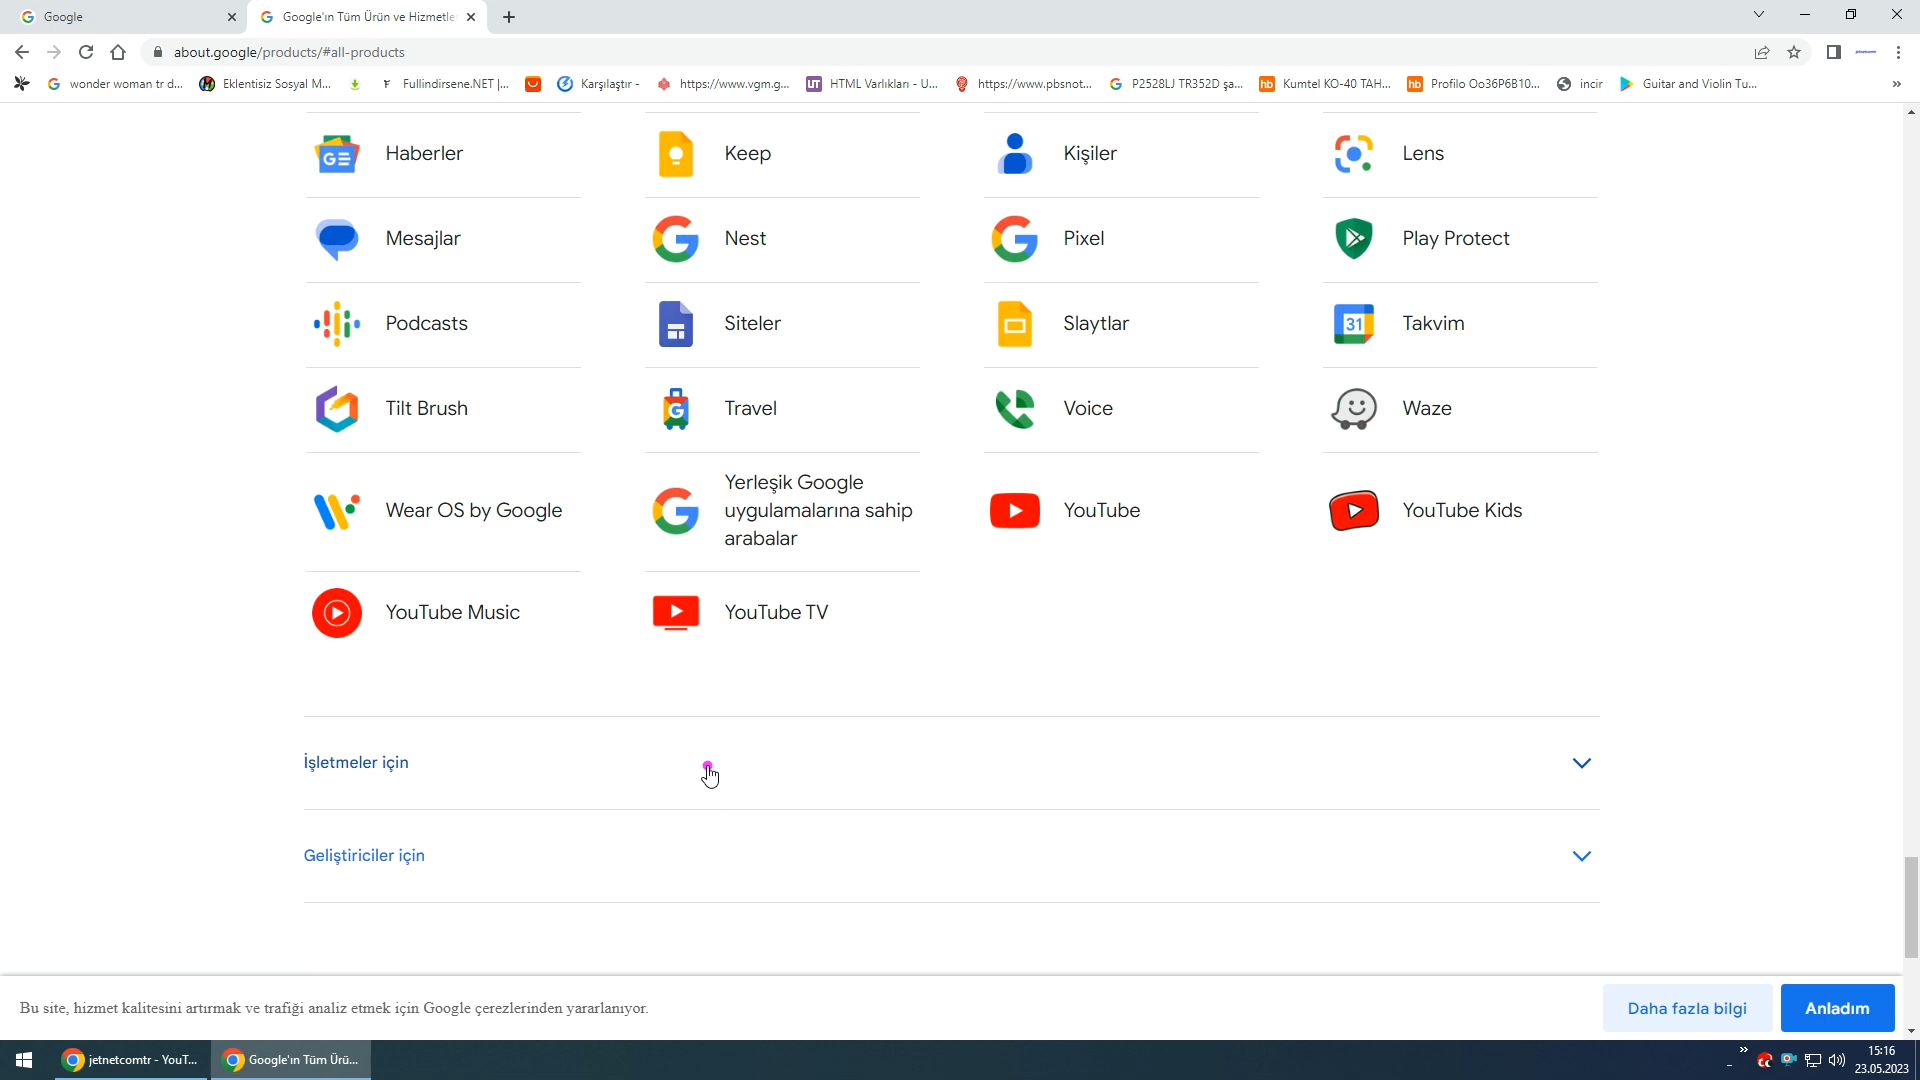 Google
Google'ın Tüm Ürün ve Hizmetle
about.google/products/#all-products
wonder woman tr d...
Eklentisiz Sosyal M...
Fullindirsene.NET |...
Karşılaştır -
https://www.vgm.g...
HTML Varlıkları - U...
https://www.pbsnot...
P2528LJ TR352D şa...
Kumtel KO-40 TAH...
Profilo Oo36P6B10...
incir
Guitar and Violin Tu...
Haberler
Keep
Kişiler
Lens
Mesajlar
Nest
Pixel
Play Protect
Podcasts
Siteler
Slaytlar
31
Takvim
Tilt Brush
Travel
Voice
Waze
Wear OS by Google
Yerleşik Google
uygulamalarına sahip
arabalar
YouTube
YouTube Kids
YouTube Music
YouTube TV
İşletmeler için
Geliştiriciler için
Bu site, hizmet kalitesini artırmak ve trafiği analiz etmek için Google çerezlerinden yararlanıyor.
Daha fazla bilgi
Anladım
jetnetcomtr - YouT...
Google'ın Tüm Ürü...
15:16
23.05.2023